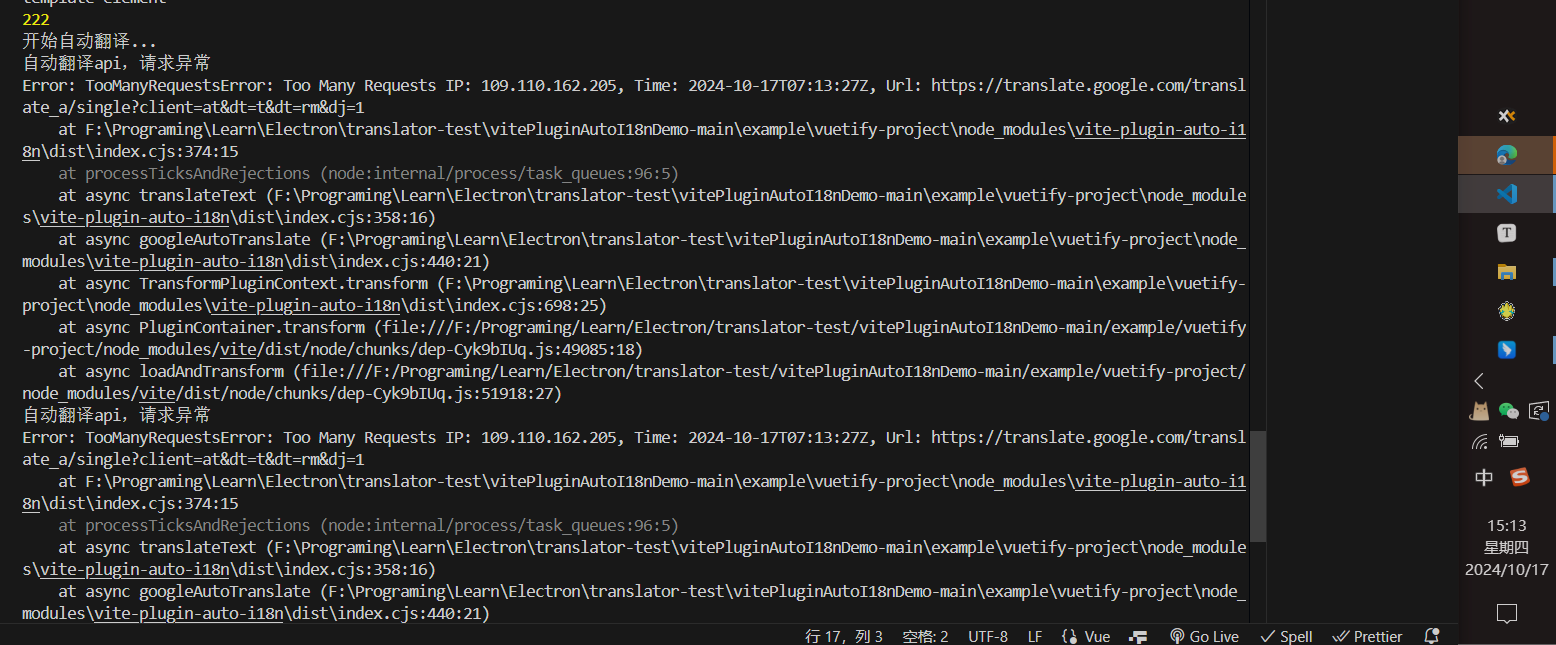 template element
222
开始自动翻译...
自动翻译api，请求异常
Error: TooManyRequestsError: Too Many Requests IP: 109.110.162.205, Time: 2024-10-17T07:13:27Z, Url: https://translate.google.com/transl
ate_a/single?client=at&dt=t&dt=rm&dj=1
at F:\Programing\Learn\Electron\translator-test\vitePluginAutoI18nDemo-main\example\vuetify-project\node_modules\vite-plugin-auto-i1
8n\dist\index.cjs:374:15
at processTicksAndRejections (node:internal/process/task_queues:96:5)
at async translateText (F:\Programing\Learn\Electron\translator-test\vitePluginAutoI18nDemo-main\example\vuetify-project\node_module
s\vite-plugin-auto-i18n\dist\index.cjs:358:16)
at async googleAutoTranslate (F:\Programing\Learn\Electron\translator-test\vitePluginAutoI18nDemo-main\example\vuetify-project\node_
modules\vite-plugin-auto-i18n\dist\index.cjs:440:21)
at async TransformPluginContext.transform (F:\Programing\Learn\Electron\translator-test\vitePluginAutoI18nDemo-main\example\vuetify-
project\node_modules\vite-plugin-auto-i18n\dist\index.cjs:698:25)
at async PluginContainer.transform (file:///F:/Programing/Learn/Electron/translator-test/vitePluginAutoI18nDemo-main/example/vuetify
-project/node_modules/vite/dist/node/chunks/dep-Cyk9bIUq.js:49085:18)
at async loadAndTransform (file:///F:/Programing/Learn/Electron/translator-test/vitePluginAutoI18nDemo-main/example/vuetify-project/
node_modules/vite/dist/node/chunks/dep-Cyk9bIUq.js:51918:27)
自动翻译api，请求异常
Error: TooManyRequestsError: Too Many Requests IP: 109.110.162.205, Time: 2024-10-17T07:13:27Z, Url: https://translate.google.com/transl
ate_a/single?client=at&dt=t&dt=rm&dj=1
at F:\Programing\Learn\Electron\translator-test\vitePluginAutoI18nDemo-main\example\vuetify-project\node_modules\vite-plugin-auto-i1
8n\dist\index.cjs:374:15
at processTicksAndRejections (node:internal/process/task_queues:96:5)
at async translateText (F:\Programing\Learn\Electron\translator-test\vitePluginAutoI18nDemo-main\example\vuetify-project\node_module
s\vite-plugin-auto-i18n\dist\index.cjs:358:16)
at async googleAutoTranslate (F:\Programing\Learn\Electron\translator-test\vitePluginAutoI18nDemo-main\example\vuetify-project\node_
modules\vite-plugin-auto-i18n\dist\index.cjs:440:21)
行 17，列 3 空格: 2 UTF-8 LF Vue Go Live Spell Prettier
T
中 S
15:13
星期四
2024/10/17